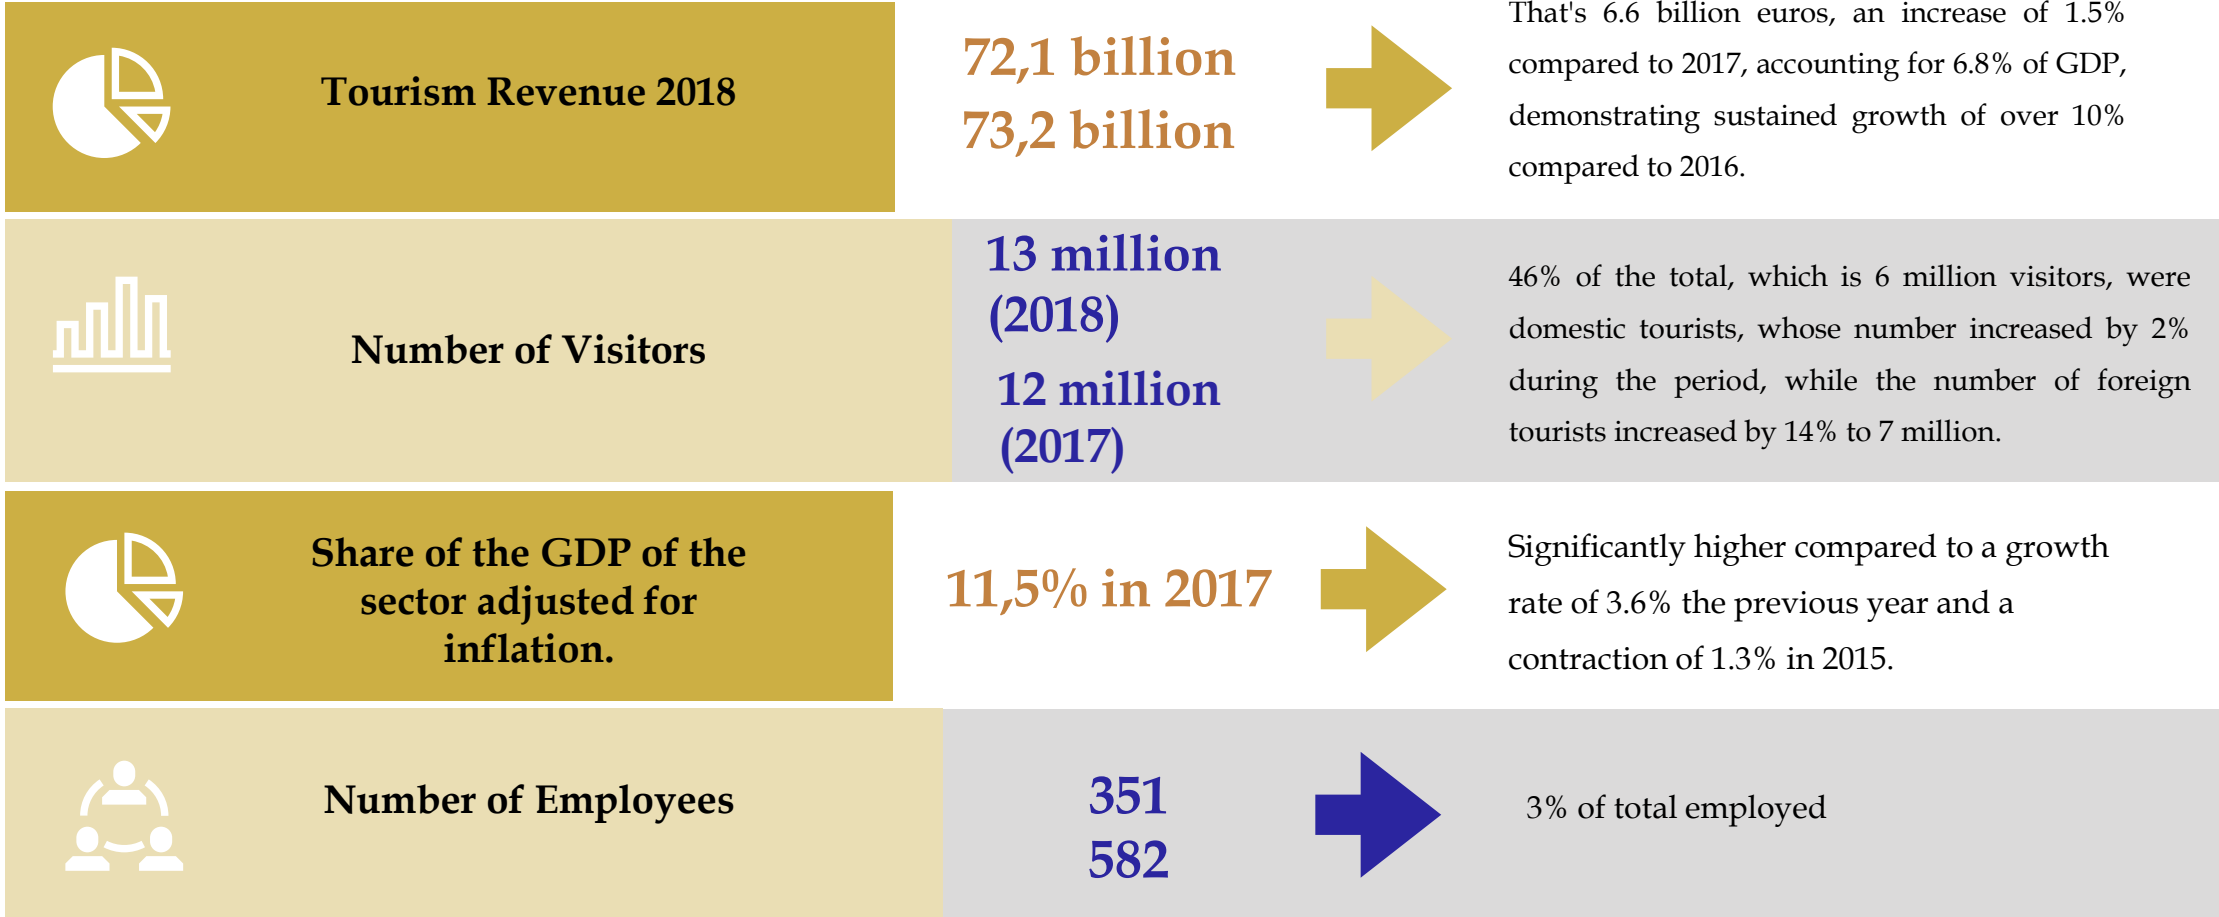 Tourism Revenue 2018
72,1 billion
73,2 billion
That's 6.6 billion euros, an increase of 1.5%
compared to 2017, accounting for 6.8% of GDP,
demonstrating sustained growth of over 10%
compared to 2016.
Number of Visitors
13 million
(2018)
12 million
(2017)
46% of the total, which is 6 million visitors, were
domestic tourists, whose number increased by 2%
during the period, while the number of foreign
tourists increased by 14% to 7 million.
Share of the GDP of the
sector adjusted for
inflation.
11,5% in 2017
Significantly higher compared to a growth
rate of 3.6% the previous year and a
contraction of 1.3% in 2015.
Number of Employees
351
582
3% of total employed